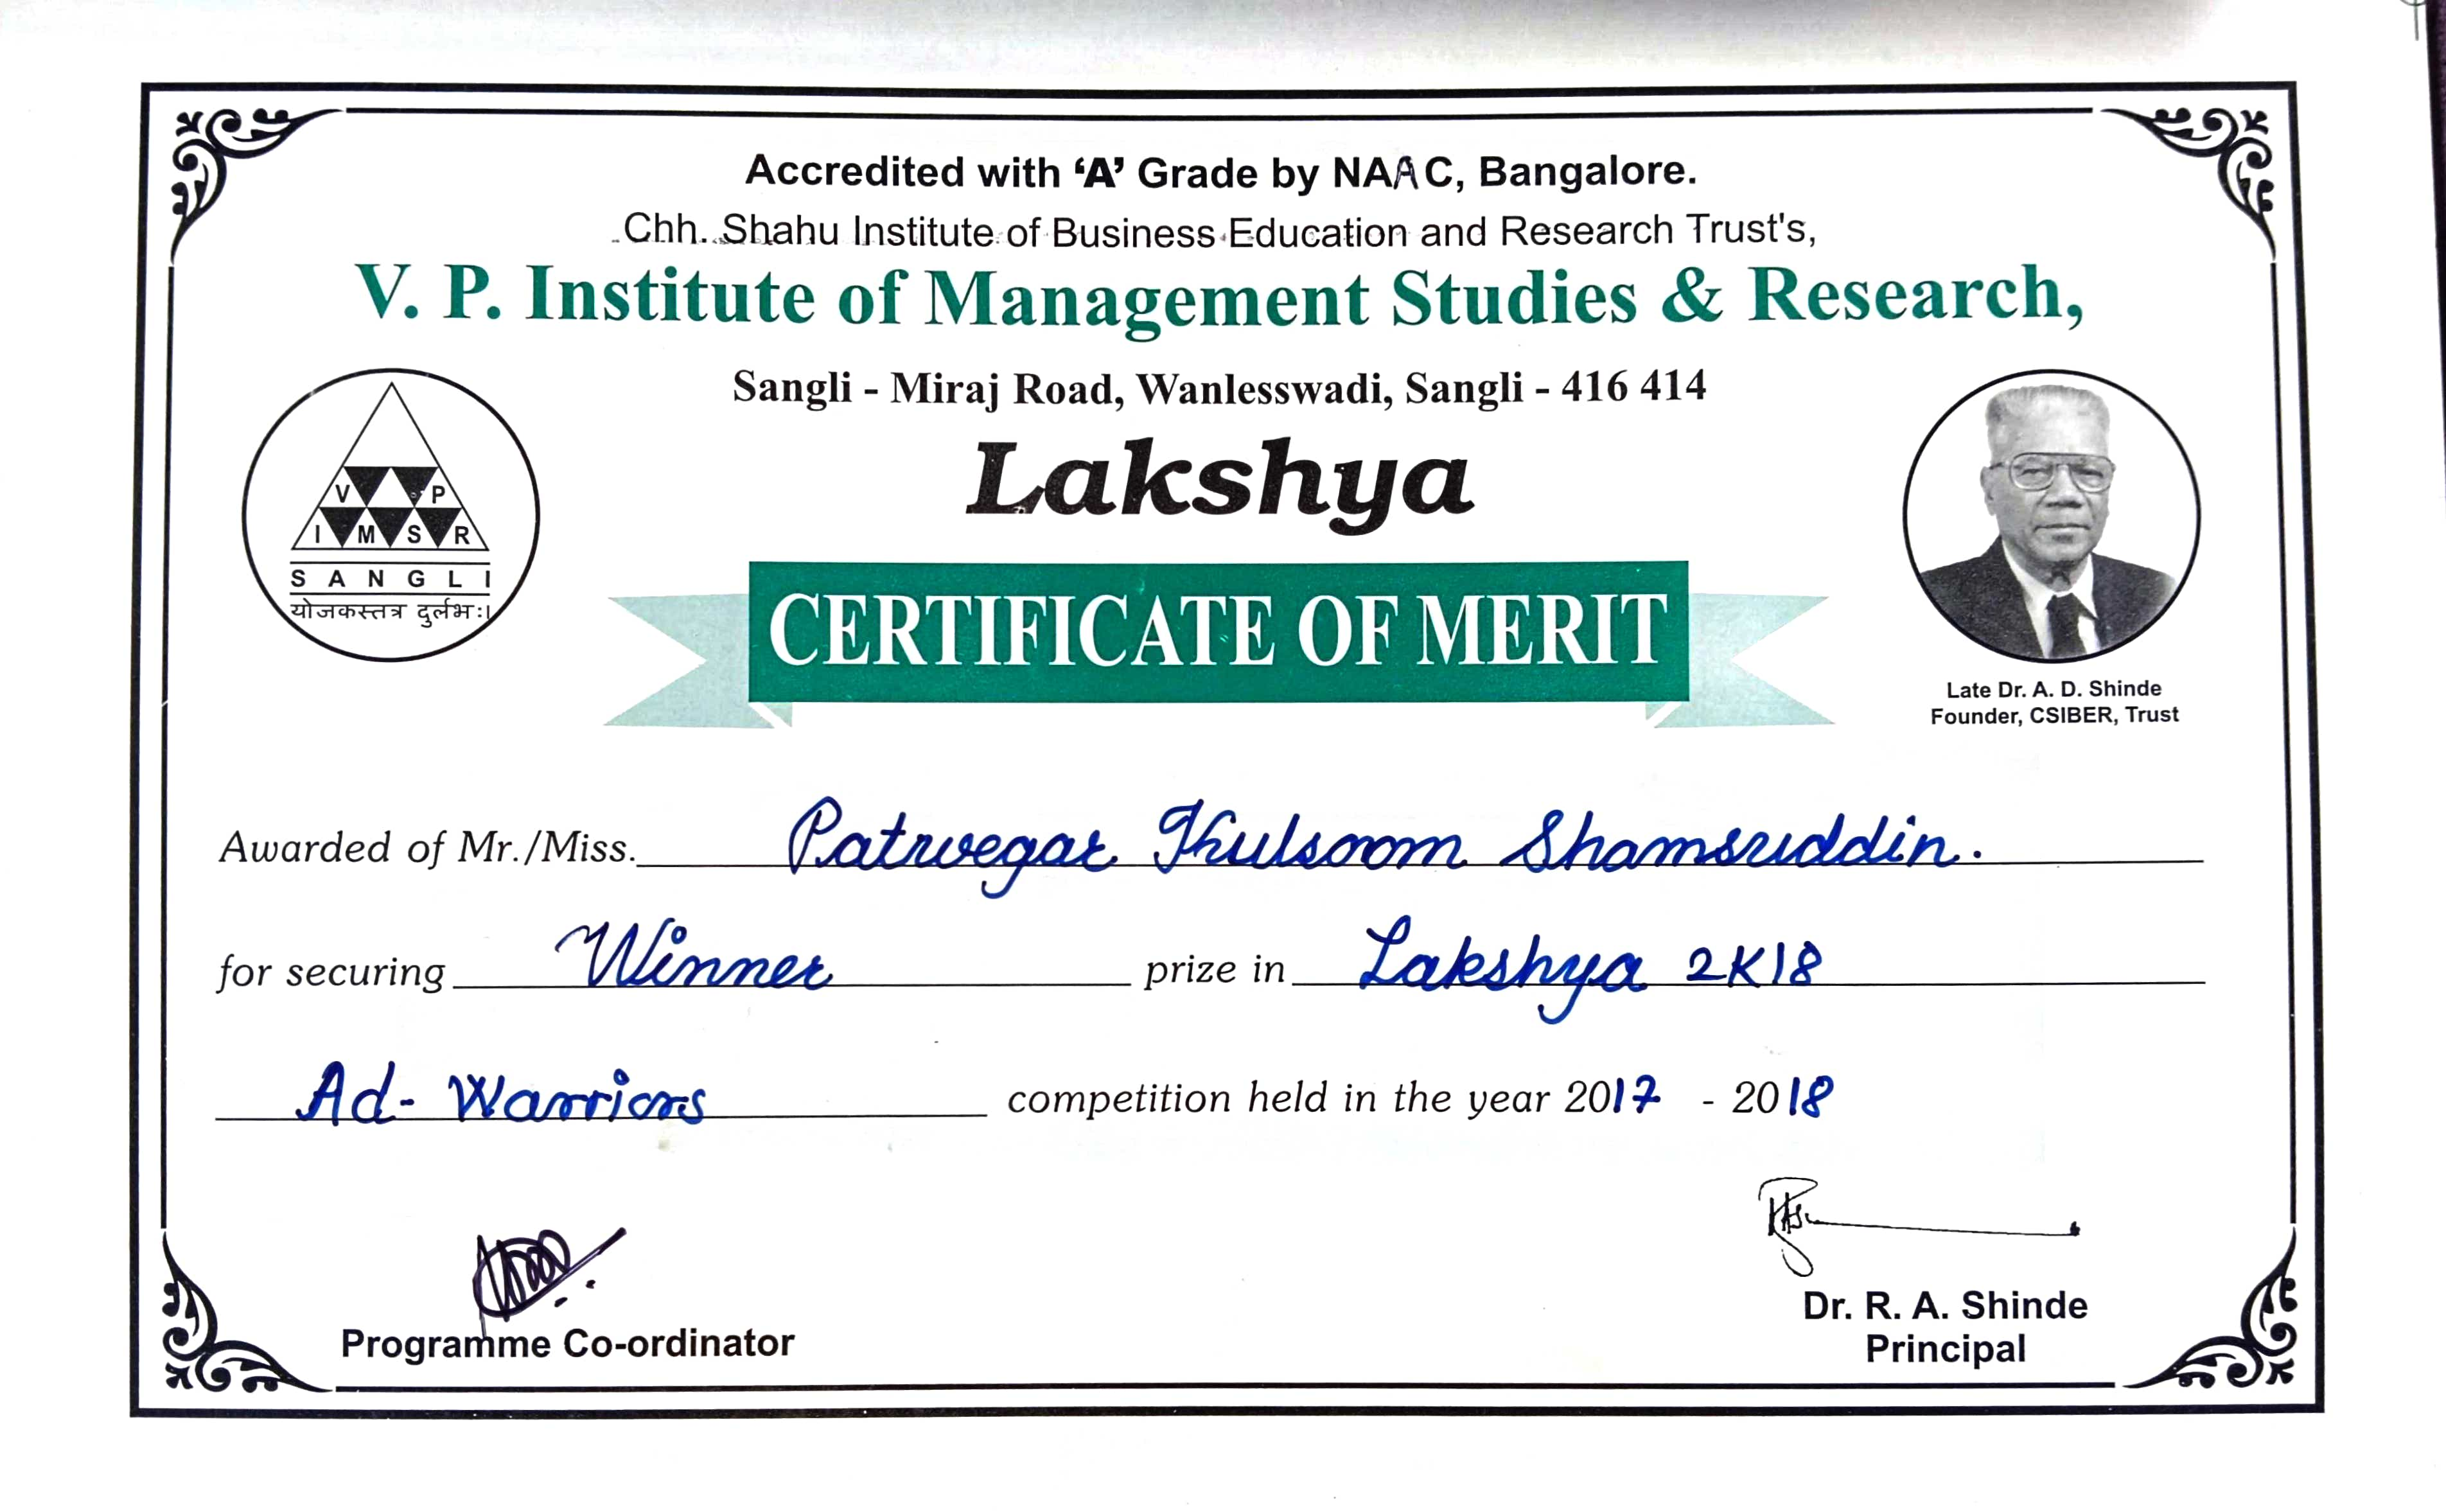 Accredited with ‘A’ Grade by NAAC, Bangalore.
Chh. Shahu Institute of Business Education and Research Trust's,
V. P. Institute of Management Studies & Research,
Sangli - Miraj Road, Wanlesswadi, Sangli - 416 414
Lakshya
V P
I M S R
SANGLI
योजकस्तत्र दुर्लभः।
CERTIFICATE OF MERIT
Late Dr. A. D. Shinde
Founder, CSIBER, Trust
Awarded of Mr./Miss. Patwegar Khulsoom Shamsuddin.
for securing Winner prize in Lakshya 2K18
Ad- Warriors competition held in the year 2017 - 2018
Programme Co-ordinator
Dr. R. A. Shinde
Principal